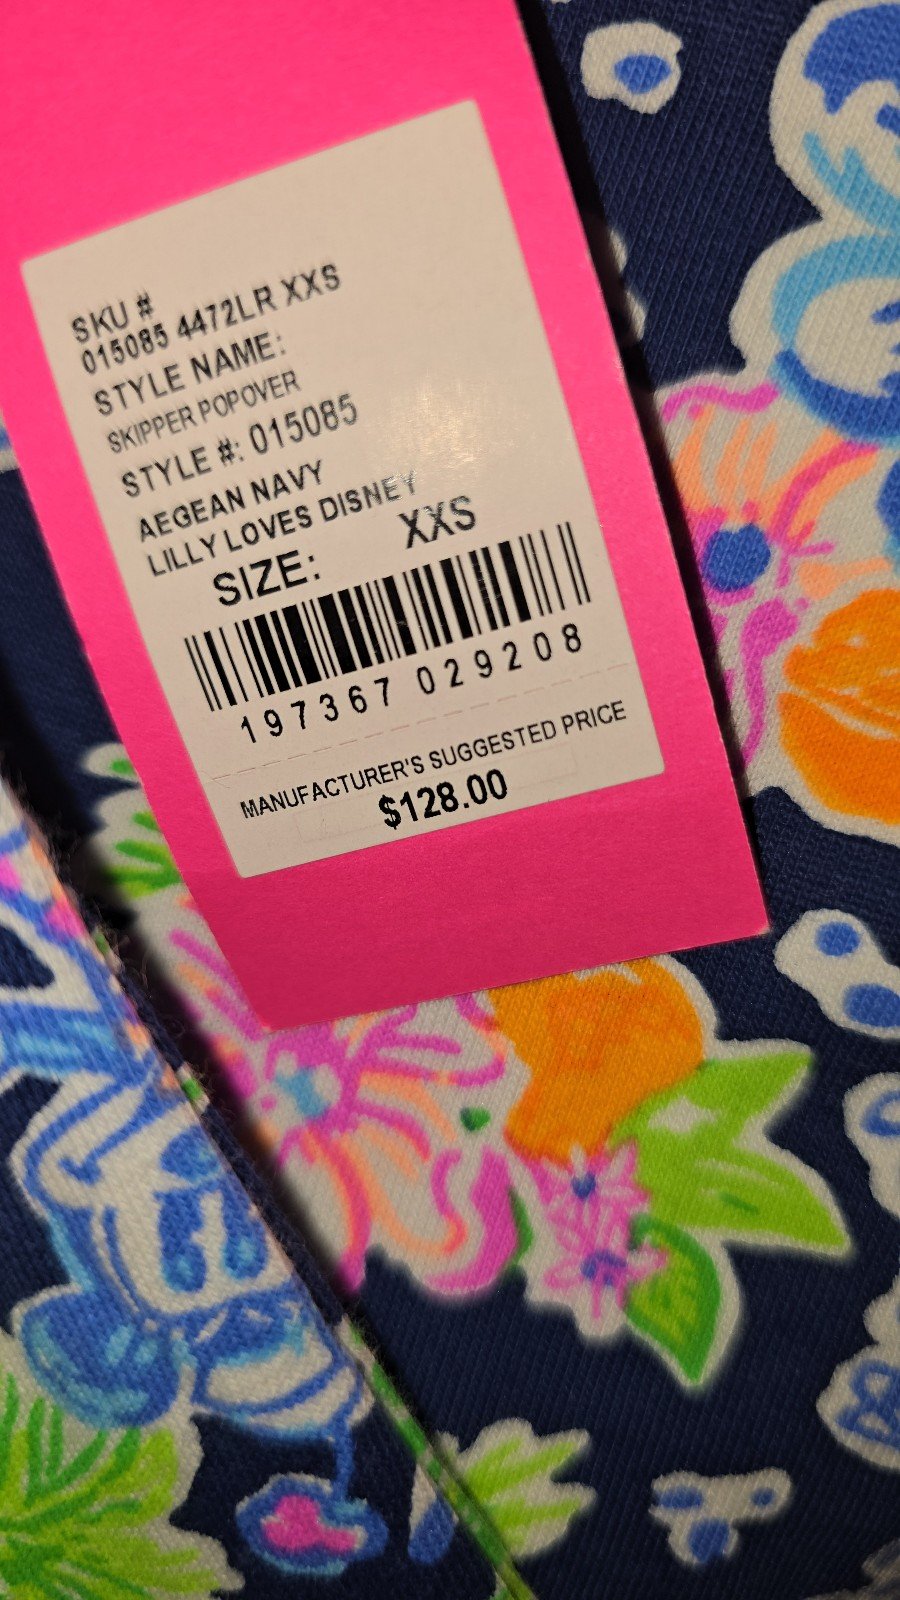 SKU #
015085 4472LR XXS
STYLE NAME:
SKIPPER POPOVER
STYLE #: 015085
AEGEAN NAVY
LILLY LOVES DISNEY
SIZE: XXS
197367 029208
MANUFACTURER'S SUGGESTED PRICE
$128.00